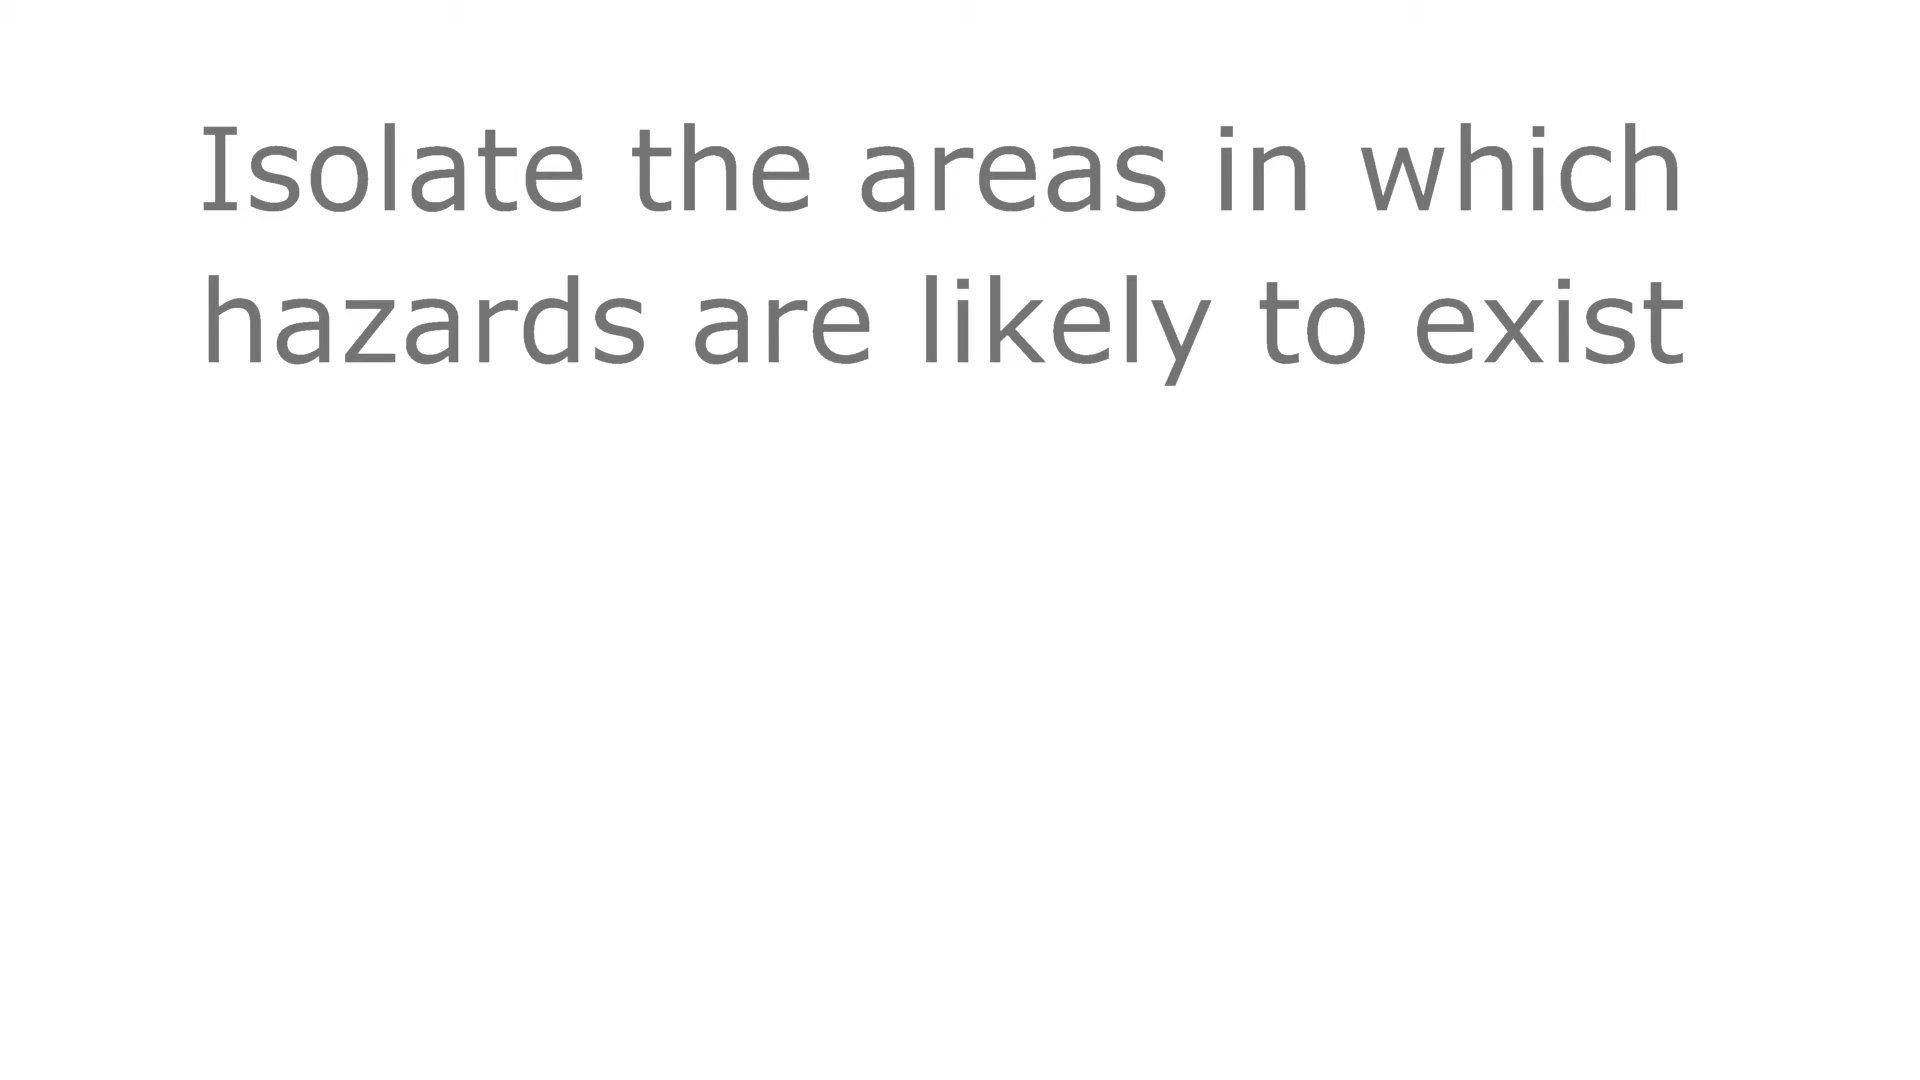 Isolate the areas in which
hazards are likely to exist